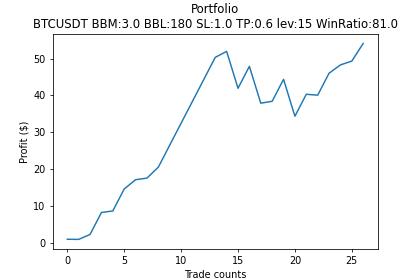 Portfolio
BTCUSDT BBM:3.0 BBL:180 SL:1.0 TP:0.6 lev:15 WinRatio:81.0
50
40
30
20
10
0
Profit ($)
0 5 10 15 20 25
Trade counts